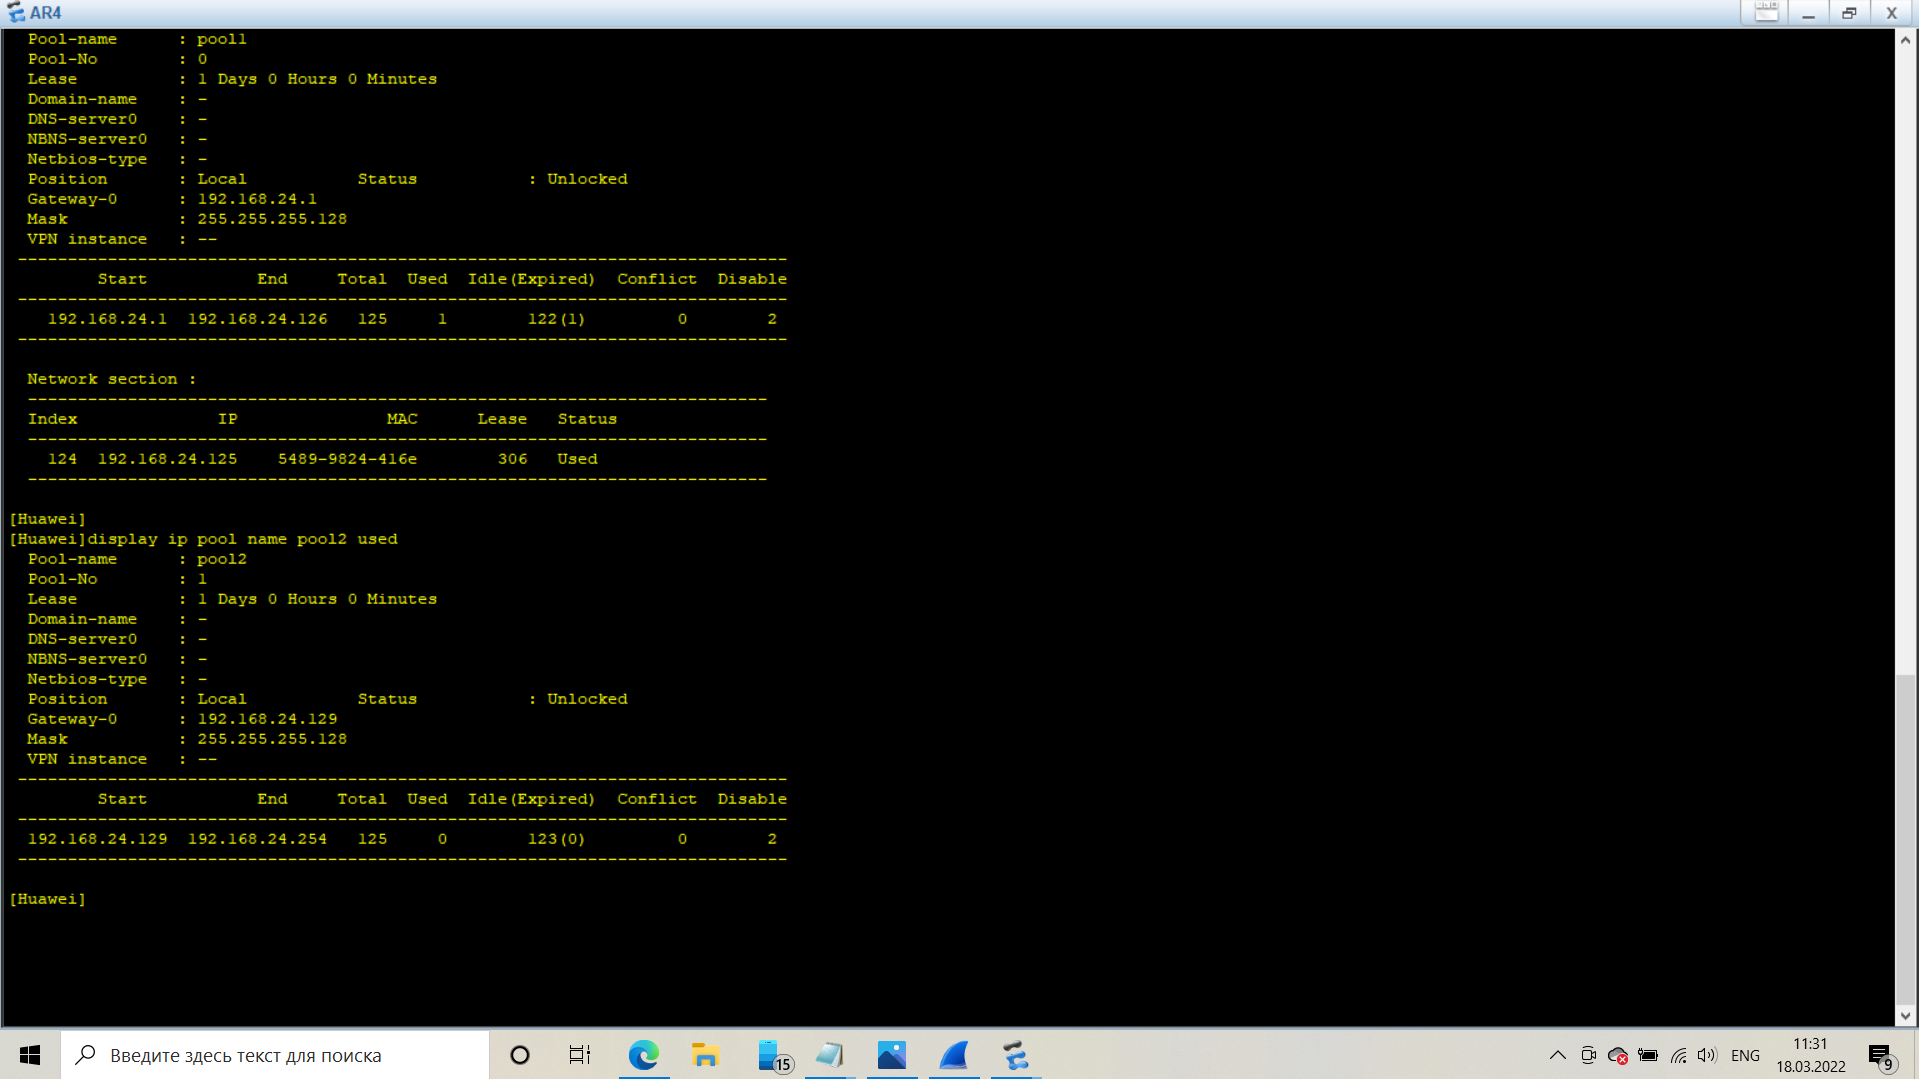 AR4
Pool-name : pool1
Pool-No : 0
Lease : 1 Days 0 Hours 0 Minutes
Domain-name : -
DNS-server0 : -
NBNS-server0 : -
Netbios-type : -
Position : Local Status : Unlocked
Gateway-0 : 192.168.24.1
Mask : 255.255.255.128
VPN instance : --
-----------------------------------------------------------------------------
Start End Total Used Idle(Expired) Conflict Disable
-----------------------------------------------------------------------------
192.168.24.1 192.168.24.126 125 1 122(1) 0 2
-----------------------------------------------------------------------------
Network section :
--------------------------------------------------------------------------
Index IP MAC Lease Status
--------------------------------------------------------------------------
124 192.168.24.125 5489-9824-416e 306 Used
--------------------------------------------------------------------------
[Huawei]
[Huawei]display ip pool name pool2 used
Pool-name : pool2
Pool-No : 1
Lease : 1 Days 0 Hours 0 Minutes
Domain-name : -
DNS-server0 : -
NBNS-server0 : -
Netbios-type : -
Position : Local Status : Unlocked
Gateway-0 : 192.168.24.129
Mask : 255.255.255.128
VPN instance : --
-----------------------------------------------------------------------------
Start End Total Used Idle(Expired) Conflict Disable
-----------------------------------------------------------------------------
192.168.24.129 192.168.24.254 125 0 123(0) 0 2
-----------------------------------------------------------------------------
[Huawei]
Введите здесь текст для поиска
15
ENG
11:31
18.03.2022
9